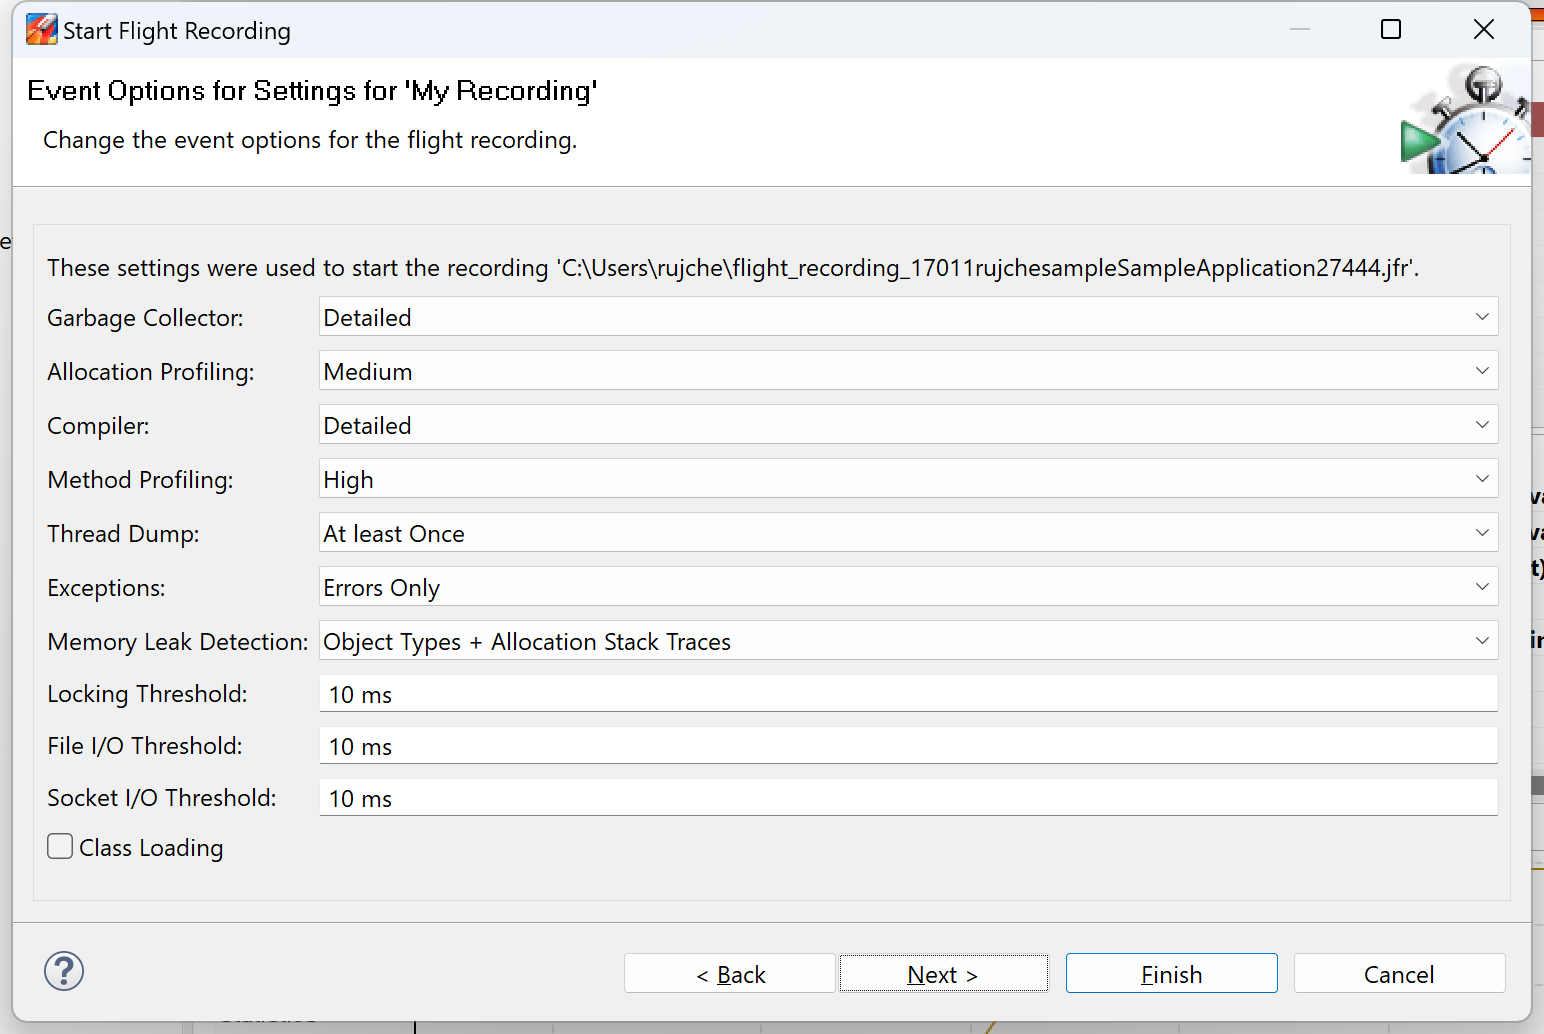 Start Flight Recording
Event Options for Settings for 'My Recording'
Change the event options for the flight recording.
These settings were used to start the recording 'C:\Users\rujche\flight_recording_17011rujchesampleSampleApplication27444.jfr'.
Garbage Collector: Detailed
Allocation Profiling: Medium
Compiler: Detailed
Method Profiling: High
Thread Dump: At least Once
Exceptions: Errors Only
Memory Leak Detection: Object Types + Allocation Stack Traces
Locking Threshold: 10 ms
File I/O Threshold: 10 ms
Socket I/O Threshold: 10 ms
Class Loading
? < Back Next > Finish Cancel